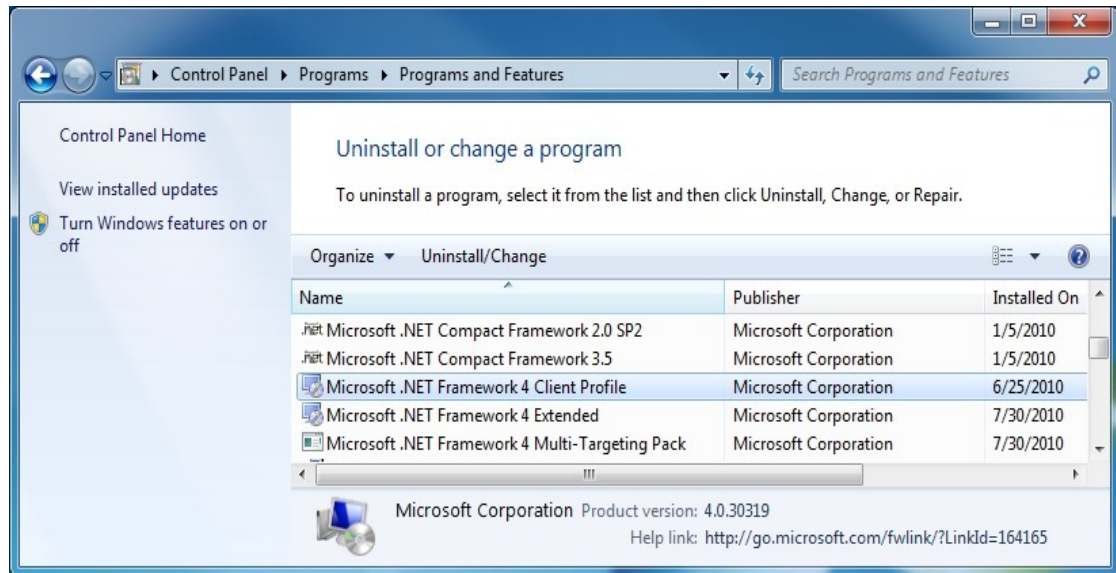 Control Panel Programs Programs and Features
Search Programs and Features
Control Panel Home
View installed updates
Turn Windows features on or
off
Uninstall or change a program
To uninstall a program, select it from the list and then click Uninstall, Change, or Repair.
Organize Uninstall/Change
Name Publisher Installed On
.net Microsoft .NET Compact Framework 2.0 SP2 Microsoft Corporation 1/5/2010
.net Microsoft .NET Compact Framework 3.5 Microsoft Corporation 1/5/2010
Microsoft .NET Framework 4 Client Profile Microsoft Corporation 6/25/2010
Microsoft .NET Framework 4 Extended Microsoft Corporation 7/30/2010
Microsoft .NET Framework 4 Multi-Targeting Pack Microsoft Corporation 7/30/2010
Microsoft Corporation Product version: 4.0.30319
Help link: http://go.microsoft.com/fwlink/?LinkId=164165